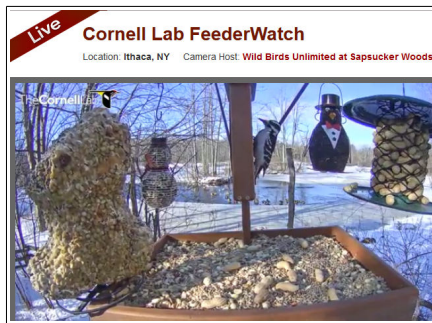 Live
Cornell Lab FeederWatch
Location: Ithaca, NY Camera Host: Wild Birds Unlimited at Sapsucker Woods
TheCornellLab